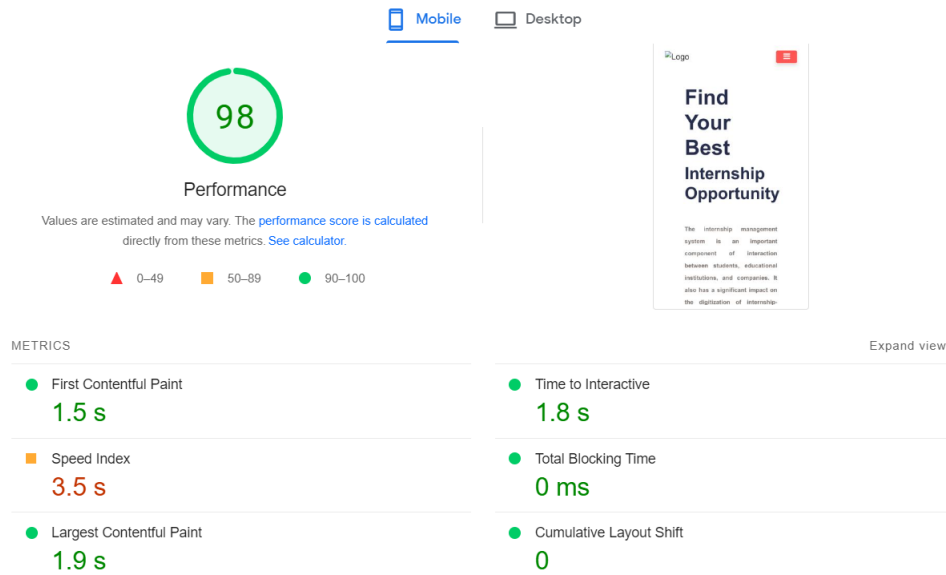 Mobile
Desktop
98
Performance
Values are estimated and may vary. The performance score is calculated
directly from these metrics. See calculator.
0–49
50–89
90–100
Logo
Find
Your
Best
Internship
Opportunity
The internship management
system is an important
component of interaction
between students, educational
institutions, and companies. It
also has a significant impact on
the digitization of internship-
METRICS
Expand view
First Contentful Paint
1.5 s
Time to Interactive
1.8 s
Speed Index
3.5 s
Total Blocking Time
0 ms
Largest Contentful Paint
1.9 s
Cumulative Layout Shift
0